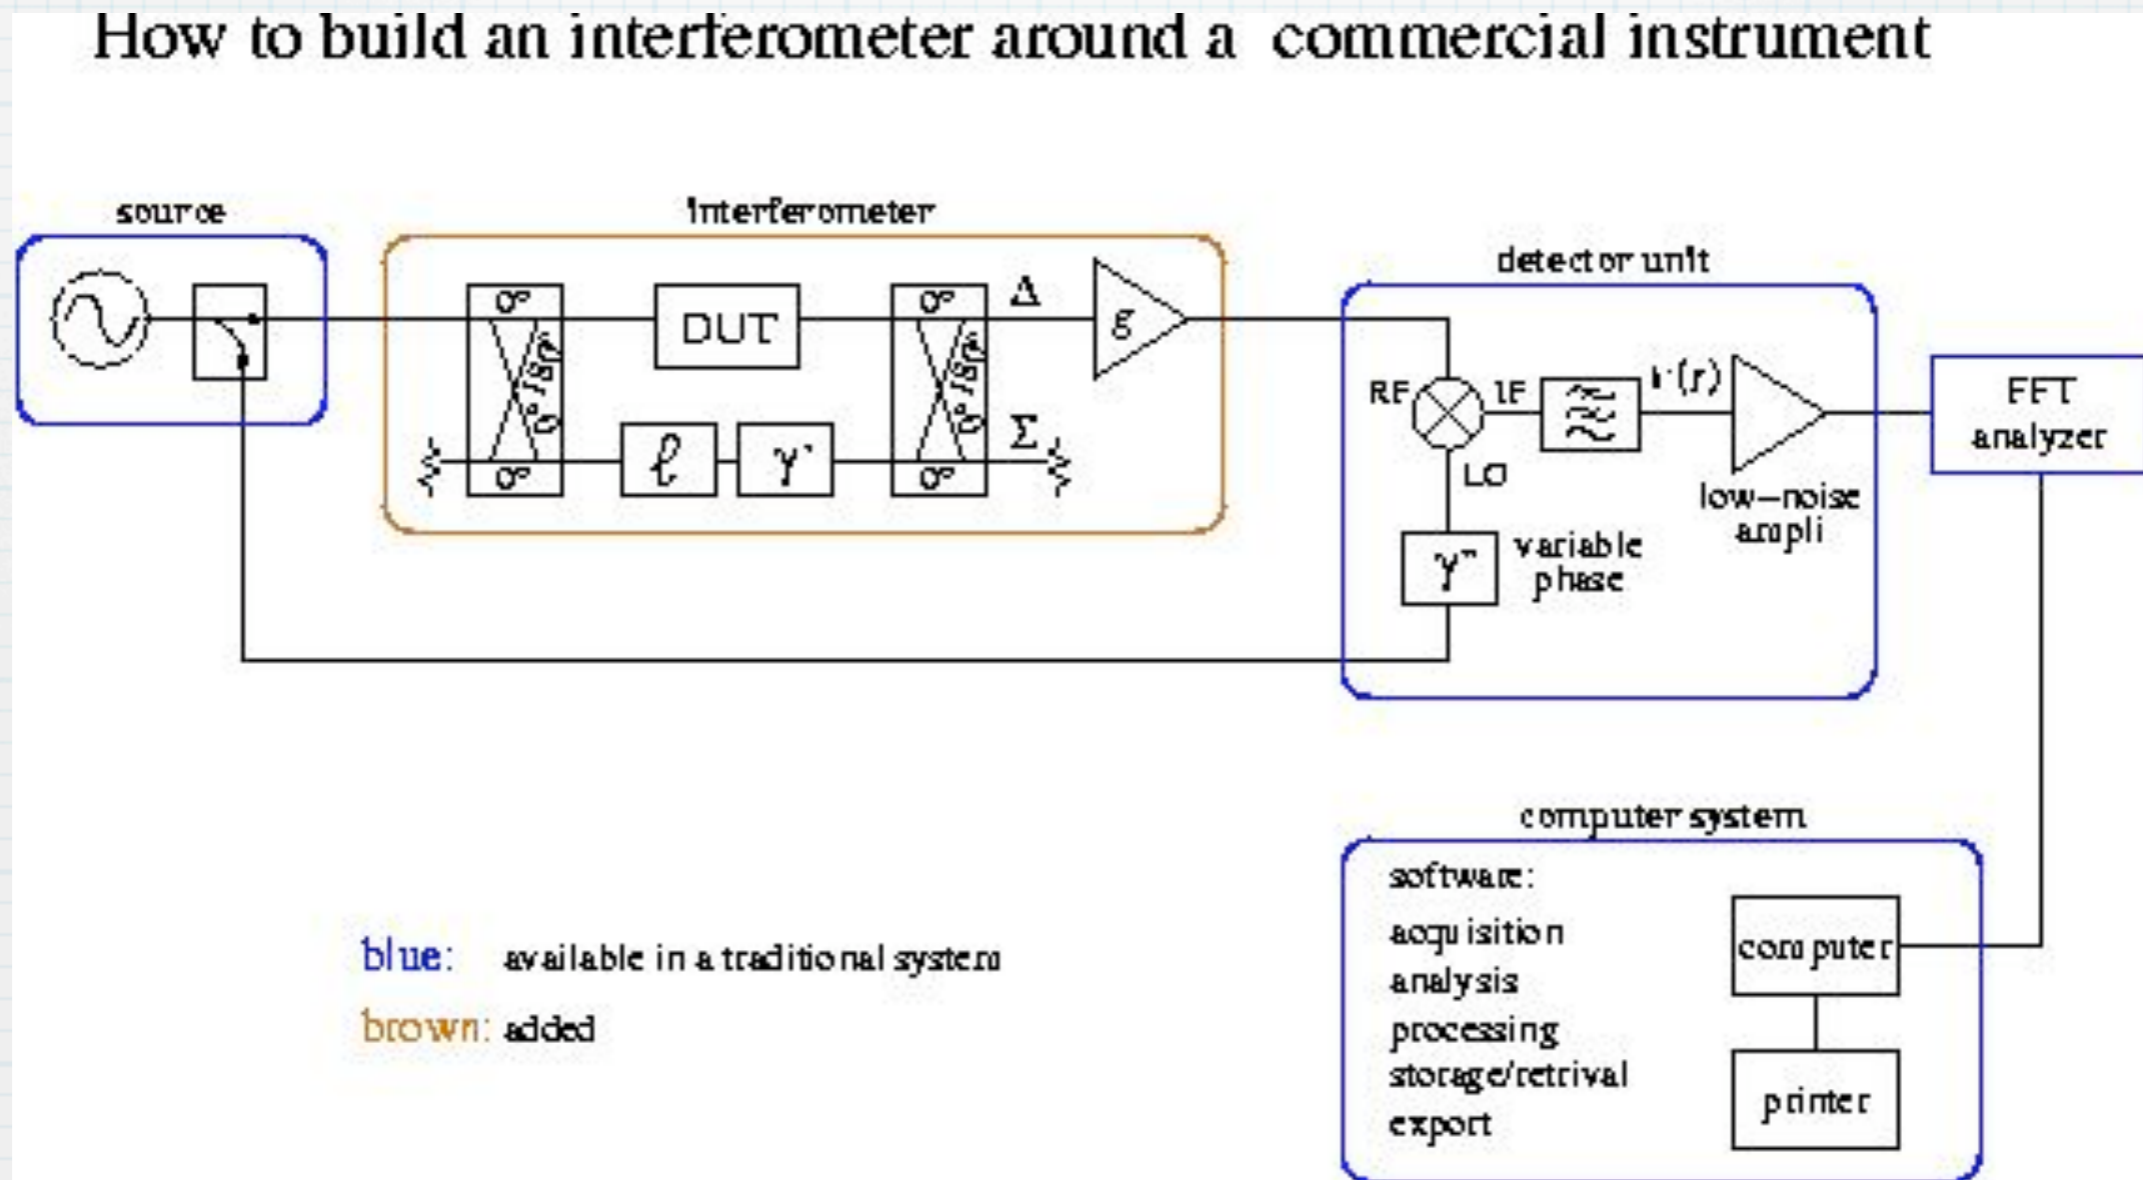 How to build an interferometer around a commercial instrument
source
interferometer
detector unit
0°
DUT
0°
Δ
g
0°
ℓ
γ'
0°
Σ
RF
IF
LO
low–noise
ampli
γ"
variable
phase
FFT
analyzer
computer system
software:
acquisition
analysis
processing
storage/retrival
export
computer
printer
blue: available in a traditional system
brown: added